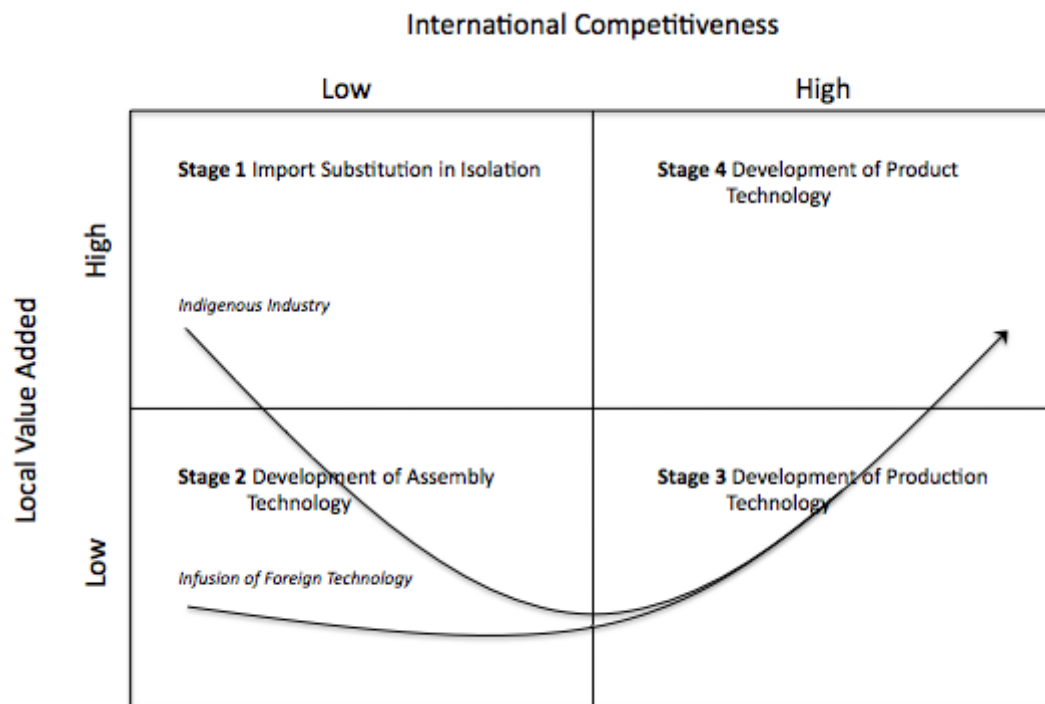 International Competitiveness
Low
High
Stage 1 Import Substitution in Isolation
Stage 4 Development of Product
Technology
High
Indigenous Industry
Local Value Added
Stage 2 Development of Assembly
Technology
Stage 3 Development of Production
Technology
Low
Infusion of Foreign Technology